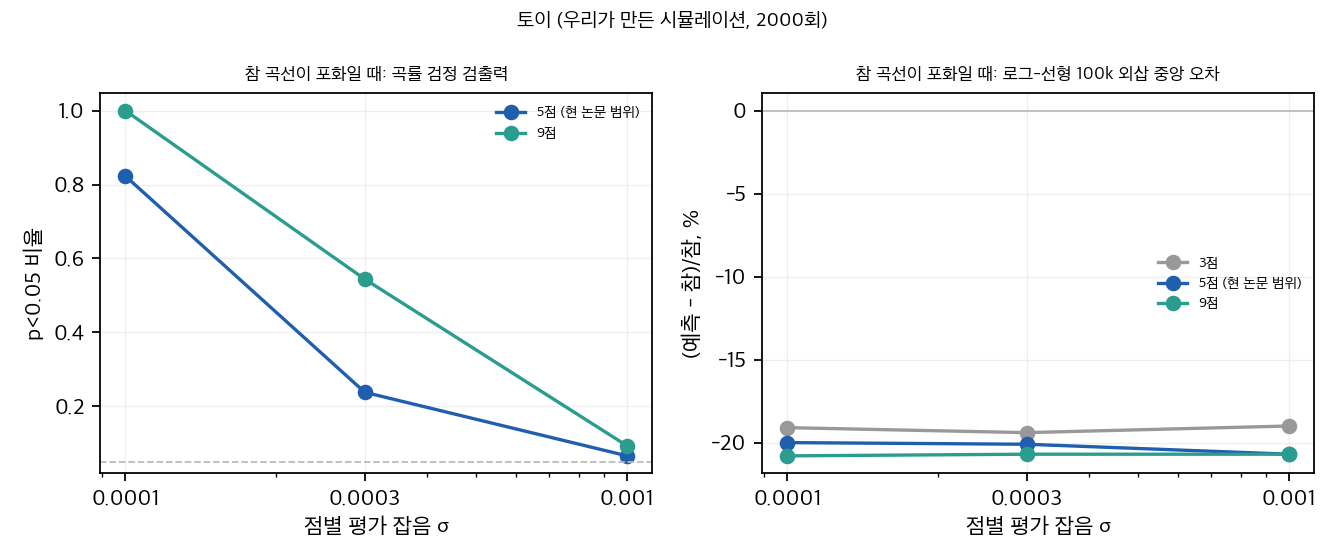 토이 (우리가 만든 시뮬레이션, 2000회)
참 곡선이 포화일 때: 곡률 검정 검출력
p<0.05 비율
1.0
0.8
0.6
0.4
0.2
5점 (현 논문 범위)
9점
0.0001
0.0003
0.001
점별 평가 잡음 σ
참 곡선이 포화일 때: 로그-선형 100k 외삽 중앙 오차
(예측 - 참)/참, %
0
-5
-10
-15
-20
3점
5점 (현 논문 범위)
9점
0.0001
0.0003
0.001
점별 평가 잡음 σ